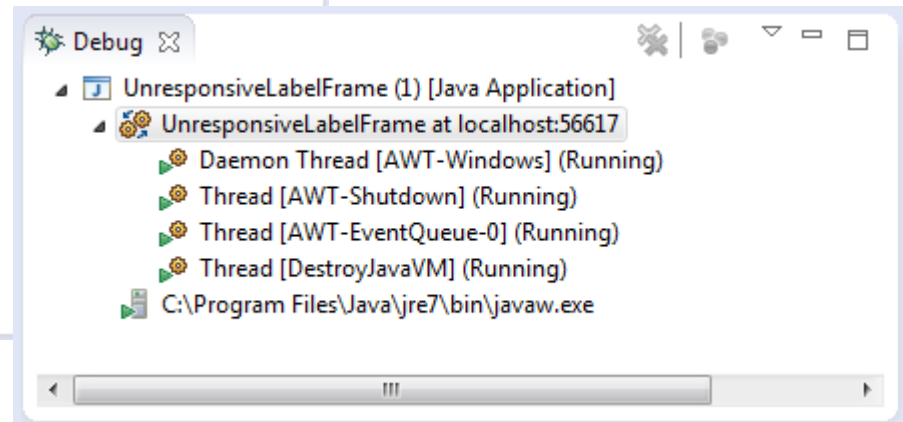 Debug
UnresponsiveLabelFrame (1) [Java Application]
UnresponsiveLabelFrame at localhost:56617
Daemon Thread [AWT-Windows] (Running)
Thread [AWT-Shutdown] (Running)
Thread [AWT-EventQueue-0] (Running)
Thread [DestroyJavaVM] (Running)
C:\Program Files\Java\jre7\bin\javaw.exe